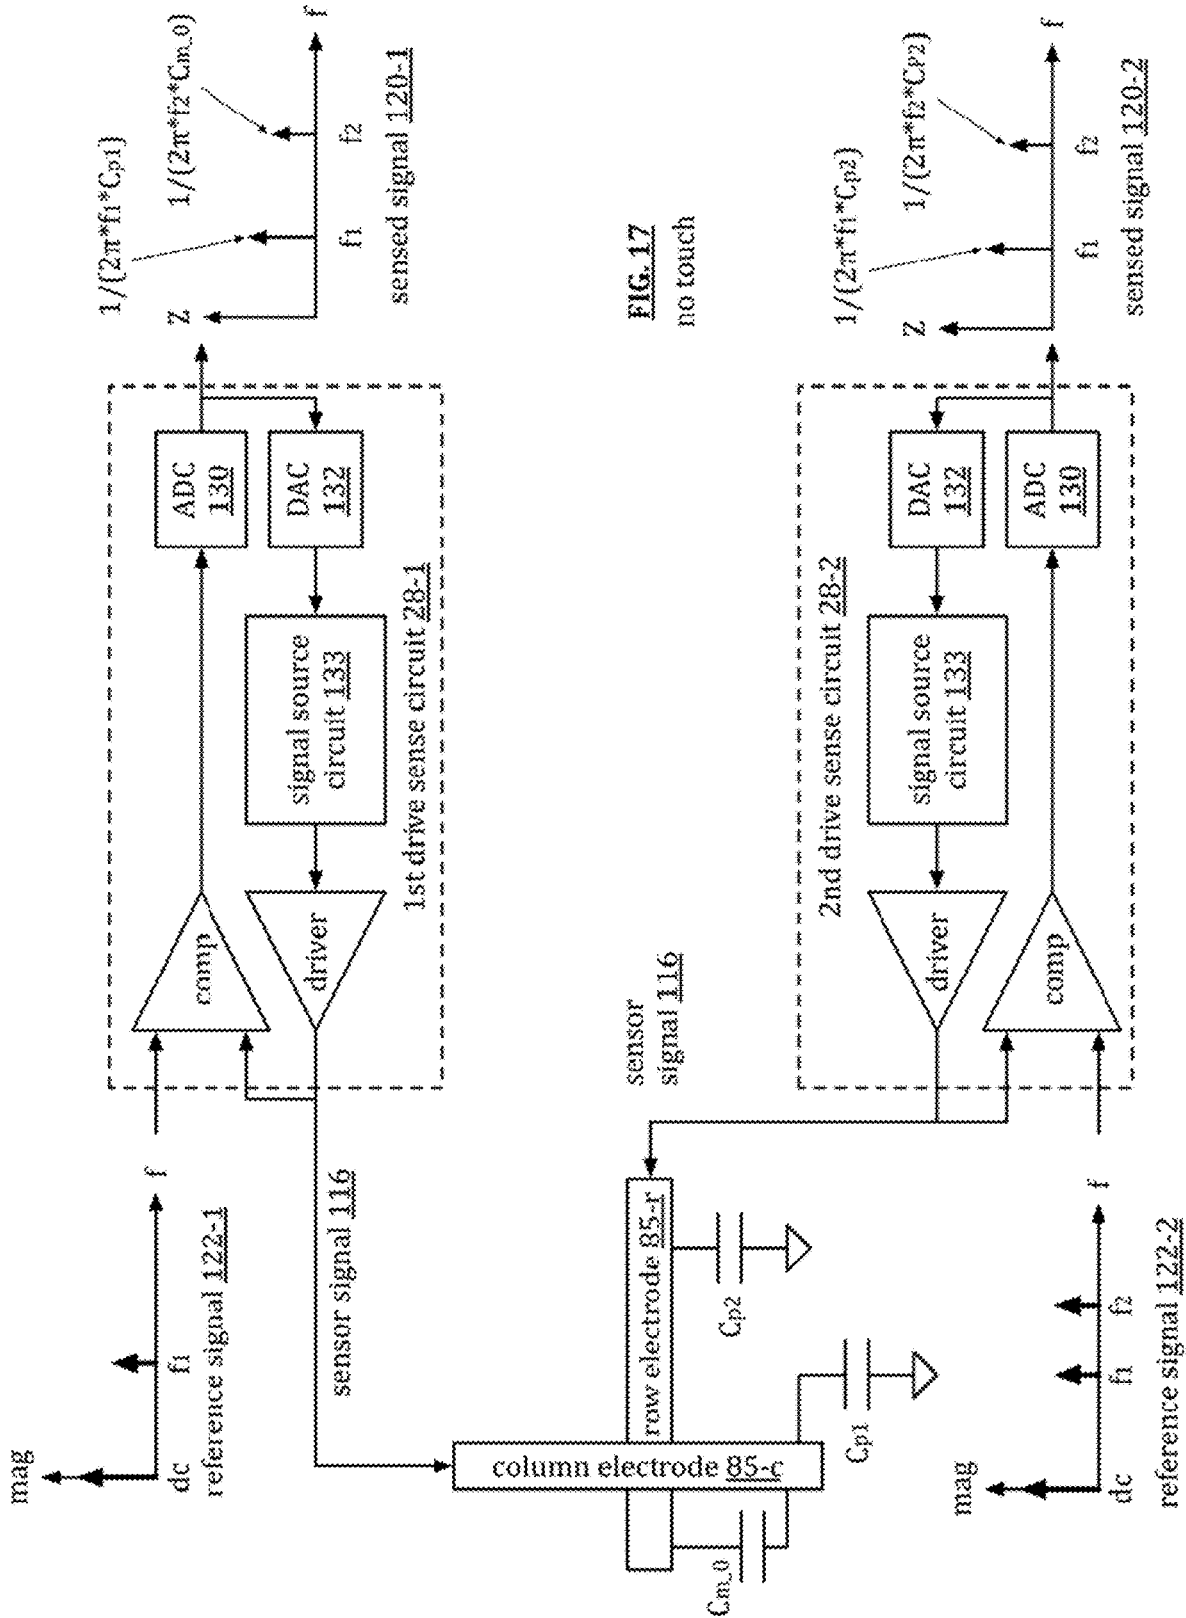 mag
dc
f1
f
reference signal 122-1
sensor signal 116
comp
driver
ADC
130
DAC
132
signal source
circuit 133
1st drive sense circuit 28-1
Z
1/(2π*f1*Cp1)
1/(2π*f2*Cm_0)
f1
f2
f
sensed signal 120-1
FIG. 17
no touch
column electrode 85-c
row electrode 85-r
Cm_0
Cp1
Cp2
sensor
signal 116
2nd drive sense circuit 28-2
driver
signal source
circuit 133
DAC
132
comp
ADC
130
mag
dc
f1
f2
f
reference signal 122-2
Z
1/(2π*f1*Cp2)
1/(2π*f2*CP2)
f1
f2
f
sensed signal 120-2